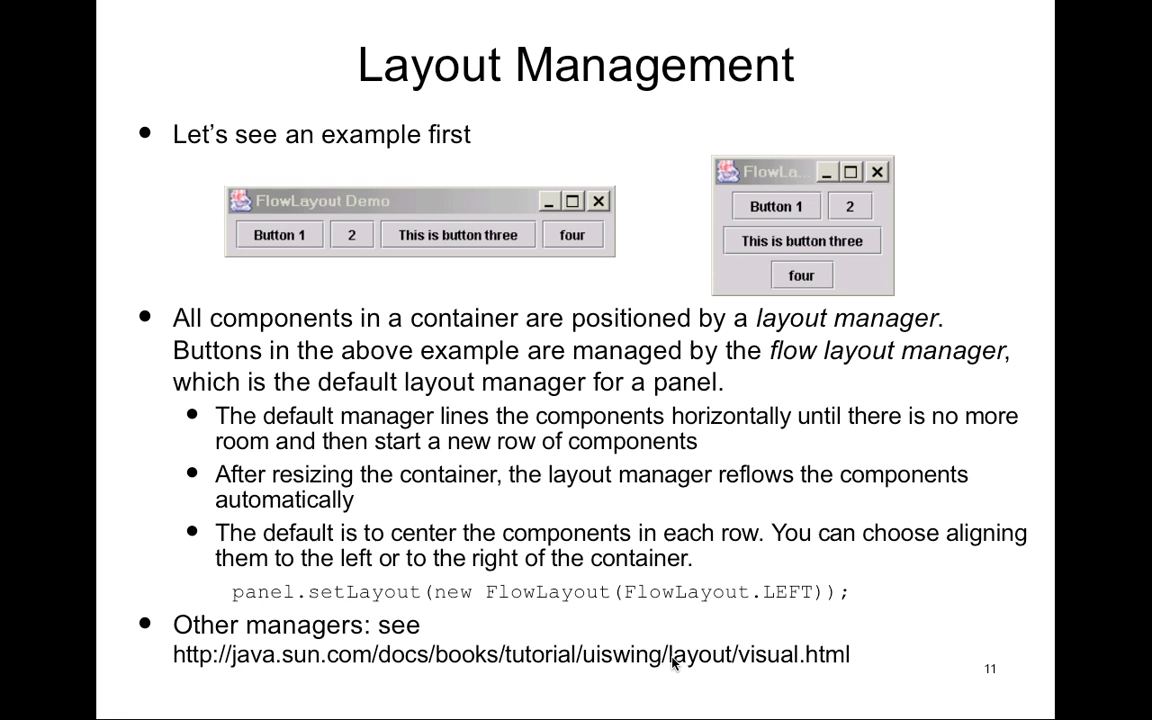 Layout Management
• Let’s see an example first
FlowLayout Demo
Button 1 2 This is button three four
FlowLa...
Button 1 2
This is button three
four
• All components in a container are positioned by a layout manager.
Buttons in the above example are managed by the flow layout manager,
which is the default layout manager for a panel.
• The default manager lines the components horizontally until there is no more
room and then start a new row of components
• After resizing the container, the layout manager reflows the components
automatically
• The default is to center the components in each row. You can choose aligning
them to the left or to the right of the container.
panel.setLayout(new FlowLayout(FlowLayout.LEFT));
• Other managers: see
http://java.sun.com/docs/books/tutorial/uiswing/layout/visual.html
11